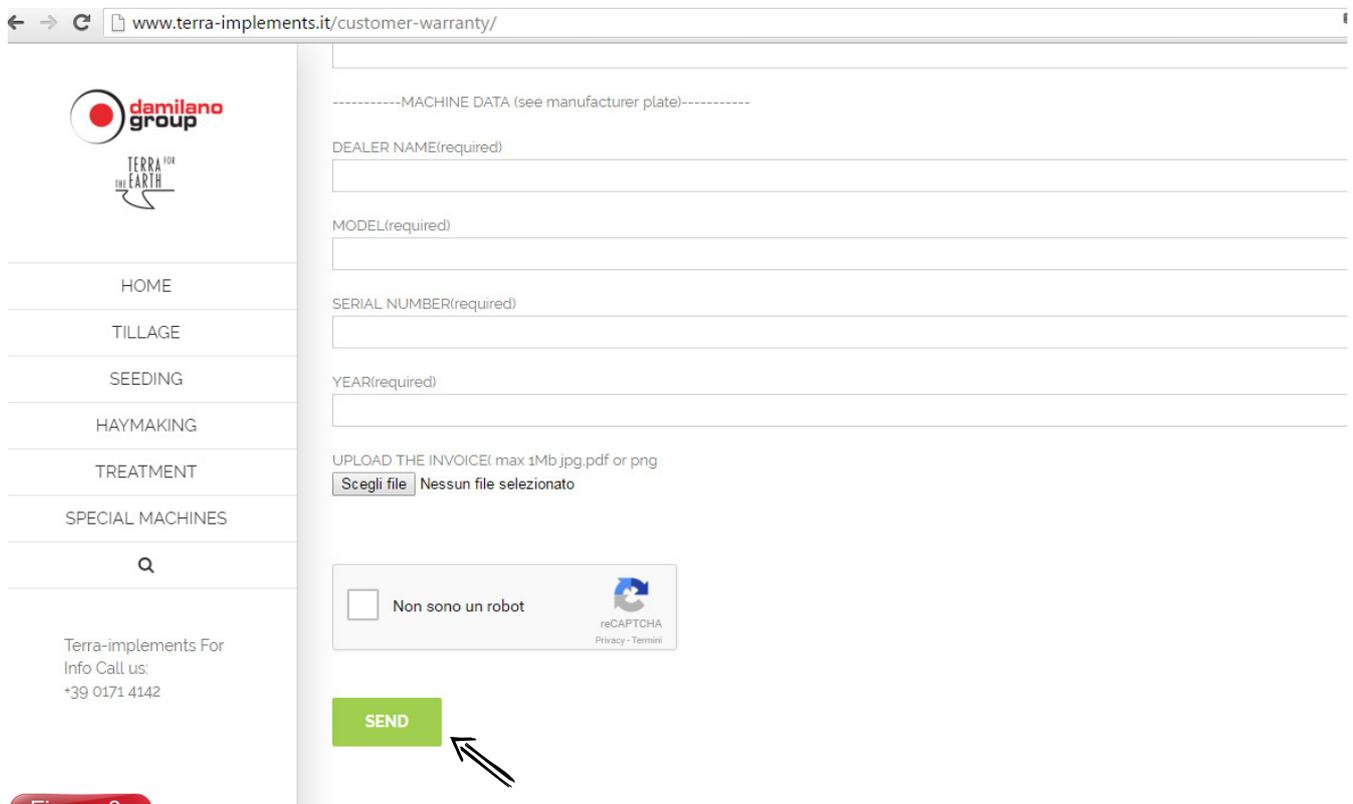 www.terra-implements.it/customer-warranty/
damilano
group
TERRA FOR
THE EARTH
HOME
TILLAGE
SEEDING
HAYMAKING
TREATMENT
SPECIAL MACHINES
Terra-implements For
Info Call us:
+39 0171 4142
-----------MACHINE DATA (see manufacturer plate)-----------
DEALER NAME(required)
MODEL(required)
SERIAL NUMBER(required)
YEAR(required)
UPLOAD THE INVOICE( max 1Mb jpg,pdf or png
Scegli file Nessun file selezionato
Non sono un robot
reCAPTCHA
Privacy - Termini
SEND